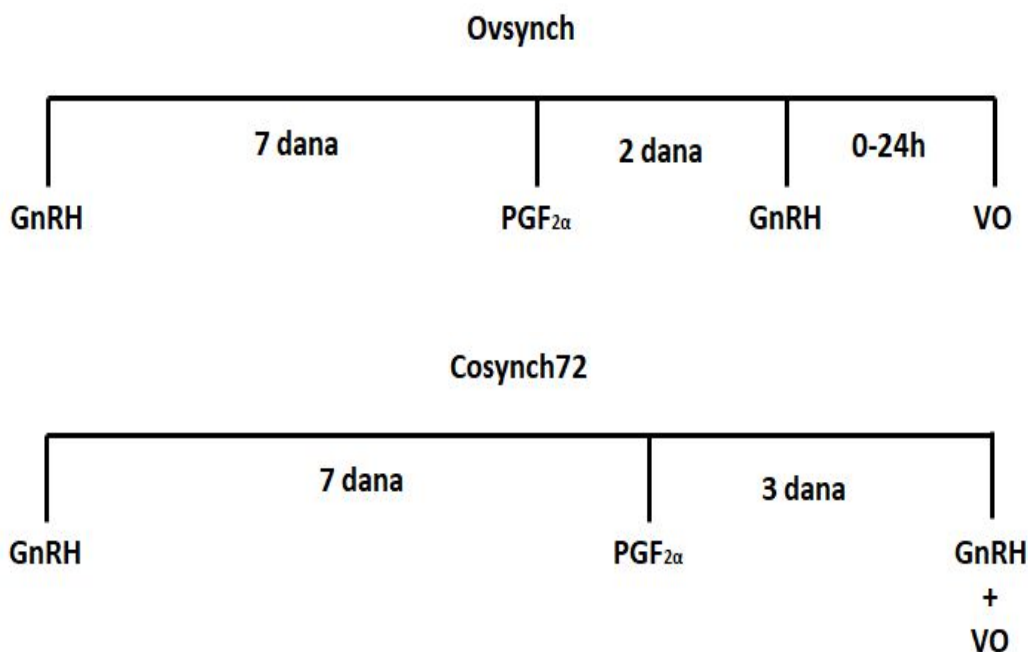 Ovsynch
7 dana
2 dana
0-24h
GnRH
PGF2α
GnRH
VO
Cosynch72
7 dana
3 dana
GnRH
PGF2α
GnRH
+
VO